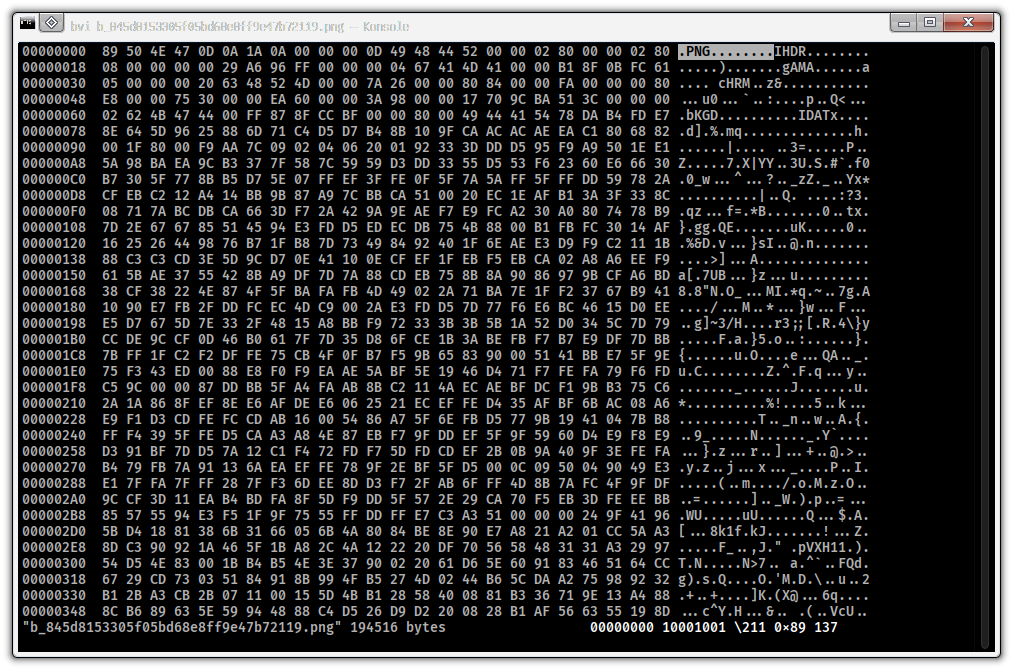 bvi b_845d8153305f05bd68e8ff9e47b72119.png – Konsole
00000000 89 50 4E 47 0D 0A 1A 0A 00 00 00 0D 49 48 44 52 00 00 02 80 00 00 02 80 .PNG........IHDR........
00000018 08 00 00 00 00 29 A6 96 FF 00 00 00 04 67 41 4D 41 00 00 B1 8F 0B FC 61 .....).......gAMA......a
00000030 05 00 00 00 20 63 48 52 4D 00 00 7A 26 00 00 80 84 00 00 FA 00 00 00 80 .... cHRM..z&...........
00000048 E8 00 00 75 30 00 00 EA 60 00 00 3A 98 00 00 17 70 9C BA 51 3C 00 00 00 ...u0...`..:....p..Q<...
00000060 02 62 4B 47 44 00 FF 87 8F CC BF 00 00 80 00 49 44 41 54 78 DA B4 FD E7 .bKGD..........IDATx....
00000078 8E 64 5D 96 25 88 6D 71 C4 D5 D7 4B 8B 10 9F CA AC AC AE EA C1 80 68 82 .d].%.mq...K..........h.
00000090 00 1F 80 00 F9 AA 7C 09 02 04 06 20 01 92 33 3D DD D5 95 F9 A9 50 1E E1 ......|.... ..3=.....P..
000000A8 5A 98 BA EA 9C B3 37 7F 58 7C 59 59 D3 DD 33 55 D5 53 F6 23 60 E6 66 30 Z.....7.X|YY..3U.S.#`.f0
000000C0 B7 30 5F 77 8B B5 D7 5E 07 FF EF 3F FE 0F 5F 7A 5A FF 5F FF DD 59 78 2A .0_w...^...?.._zZ._..Yx*
000000D8 CF EB C2 12 A4 14 BB 9B 87 A9 7C BB CA 51 00 20 EC 1E AF B1 3A 3F 33 8C ..........|..Q. ....:?3.
000000F0 08 71 7A BC DB CA 66 3D F7 2A 42 9A 9E AE F7 E9 FC A2 30 A0 80 74 78 B9 .qz...f=.*B.......0..tx.
00000108 7D 2E 67 67 85 51 45 94 E3 FD D5 ED EC DB 75 4B 88 00 B1 FB FC 30 14 AF }.gg.QE.......uK.....0..
00000120 16 25 26 44 98 76 B7 1F B8 7D 73 49 84 92 40 1F 6E AE E3 D9 F9 C2 11 1B .%&D.v...}sI..@.n.......
00000138 88 C3 C3 CD 3E 5D 9C D7 0E 41 10 0E CF EF 1F EB F5 EB CA 02 A8 A6 EE F9 ....>]...A..............
00000150 61 5B AE 37 55 42 8B A9 DF 7D 7A 88 CD EB 75 8B 8A 90 86 97 9B CF A6 BD a[.7UB...}z...u.........
00000168 38 CF 38 22 4E 87 4F 5F BA FA FB 4D 49 02 2A 71 BA 7E 1F F2 37 67 B9 41 8.8"N.O_...MI.*q.~..7g.A
00000180 10 90 E7 FB 2F DD FC EC 4D C9 00 2A E3 FD D5 7D 77 F6 E6 BC 46 15 D0 EE ..../...M..*...}w...F...
00000198 E5 D7 67 5D 7E 33 2F 48 15 A8 BB F9 72 33 3B 3B 5B 1A 52 D0 34 5C 7D 79 ..g]~3/H....r3;;[.R.4\}y
000001B0 CC DE 9C CF 0D 46 B0 61 7F 7D 35 D8 6F CE 1B 3A BE FB F7 B7 E9 DF 7D BB .....F.a.}5.o..:......}.
000001C8 7B FF 1F C2 F2 DF FE 75 CB 4F 0F B7 F5 9B 65 83 90 00 51 41 BB E7 5F 9E {......u.O....e...QA.._.
000001E0 75 F3 43 ED 00 88 E8 F0 F9 EA AE 5A BF 5E 19 46 D4 71 F7 FE FA 79 F6 FD u.C........Z.^.F.q...y..
000001F8 C5 9C 00 00 87 DD BB 5F A4 FA AB 8B C2 11 4A EC AE BF DC F1 9B B3 75 C6 ......._......J.......u.
00000210 2A 1A 86 8F EF 8E E6 AF DE E6 06 25 21 EC EF FE D4 35 AF BF 6B AC 08 A6 *..........%!....5..k...
00000228 E9 F1 D3 CD FE FC CD AB 16 00 54 86 A7 5F 6E FB D5 77 9B 19 41 04 7B B8 ..........T.._n..w..A.{.
00000240 FF F4 39 5F FE D5 CA A3 A8 4E 87 EB F7 9F DD EF 5F 9F 59 60 D4 E9 F8 E9 ..9_.....N......_.Y`....
00000258 D3 91 BF 7D D5 7A 12 C1 F4 72 FD F7 5D FD CD EF 2B 0B 9A 40 9F 3E FE FA ...}.z...r..]...+..@.>..
00000270 B4 79 FB 7A 91 13 6A EA EF FE 78 9F 2E BF 5F D5 00 0C C9 50 04 90 49 E3 .y.z..j...x..._....P..I.
00000288 E1 7F FA 7F FF 28 7F F3 6D EE 8D D3 F7 2F AB 6F FF 4D 8B 7A FC 4F 9F DF .....(..m..../.o.M.z.O..
000002A0 9C CF 3D 11 EA B4 BD FA 8F 5D F9 DD 5F 57 2E 29 CA 70 F5 EB 3D FE EE BB ..=......].._W.).p..=...
000002B8 85 57 55 94 E3 F5 1F 9F 75 55 FF DD FF E7 C3 A3 51 00 00 00 24 9F 41 96 .WU.....uU......Q...$.A.
000002D0 5B D4 18 81 38 6B 31 66 05 6B 4A 80 84 BE 8E 90 E7 A8 21 A2 01 CC 5A A3 [...8k1f.kJ.......!...Z.
000002E8 8D C3 90 92 1A 46 5F 1B A8 2C 4A 12 22 20 DF 70 56 58 48 31 31 A3 29 97 .....F_..,J." .pVXH11.).
00000300 54 D5 4E 83 00 1B B4 B5 4E 3E 37 90 02 20 61 D6 5E 60 91 83 46 51 64 CC T.N.....N>7.. a.^`..FQd.
00000318 67 29 CD 73 03 51 84 91 8B 99 4F B5 27 4D 02 44 B6 5C DA A2 75 98 92 32 g).s.Q....O.'M.D.\..u..2
00000330 B1 2B A3 CB 2B 07 11 00 15 5D 4B B1 28 58 40 08 81 B3 36 71 9E 13 A4 88 .+..+....]K.(X@...6q....
00000348 8C B6 89 63 5E 59 94 48 88 C4 D5 26 D9 D2 20 08 28 B1 AF 56 63 55 19 8D ...c^Y.H...&.. .(..VcU..
"b_845d8153305f05bd68e8ff9e47b72119.png" 194516 bytes 00000000 10001001 \211 0×89 137